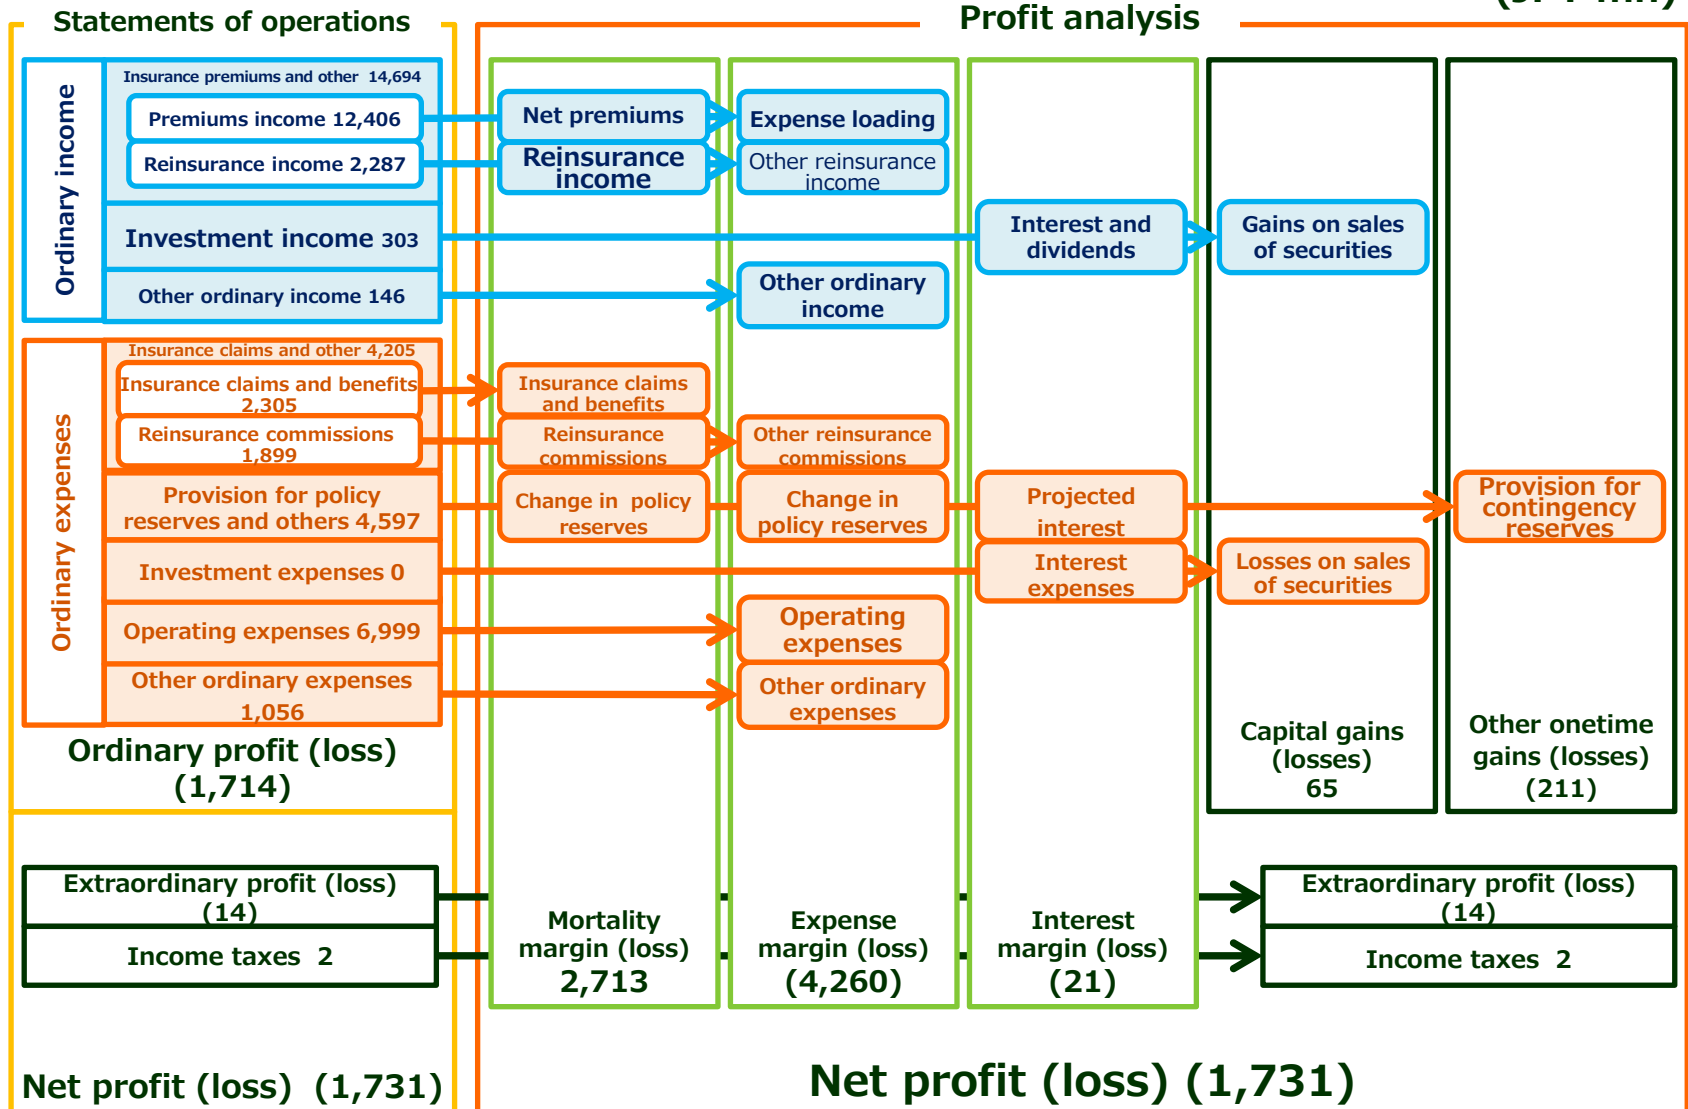 Statements of operations
Profit analysis
Ordinary income
Insurance premiums and other 14,694
Premiums income 12,406
Reinsurance income 2,287
Investment income 303
Other ordinary income 146
Net premiums
Expense loading
Reinsurance
income
Other reinsurance
income
Interest and
dividends
Gains on sales
of securities
Other ordinary
income
Ordinary expenses
Insurance claims and other 4,205
Insurance claims and benefits
2,305
Reinsurance commissions
1,899
Provision for policy
reserves and others 4,597
Investment expenses 0
Operating expenses 6,999
Other ordinary expenses
1,056
Insurance claims
and benefits
Reinsurance
commissions
Other reinsurance
commissions
Change in policy
reserves
Change in
policy reserves
Projected
interest
Provision for
contingency
reserves
Interest
expenses
Losses on sales
of securities
Operating
expenses
Other ordinary
expenses
Ordinary profit (loss)
(1,714)
Capital gains
(losses)
65
Other onetime
gains (losses)
(211)
Extraordinary profit (loss)
(14)
Income taxes 2
Mortality
margin (loss)
2,713
Expense
margin (loss)
(4,260)
Interest
margin (loss)
(21)
Extraordinary profit (loss)
(14)
Income taxes 2
Net profit (loss) (1,731)
Net profit (loss) (1,731)